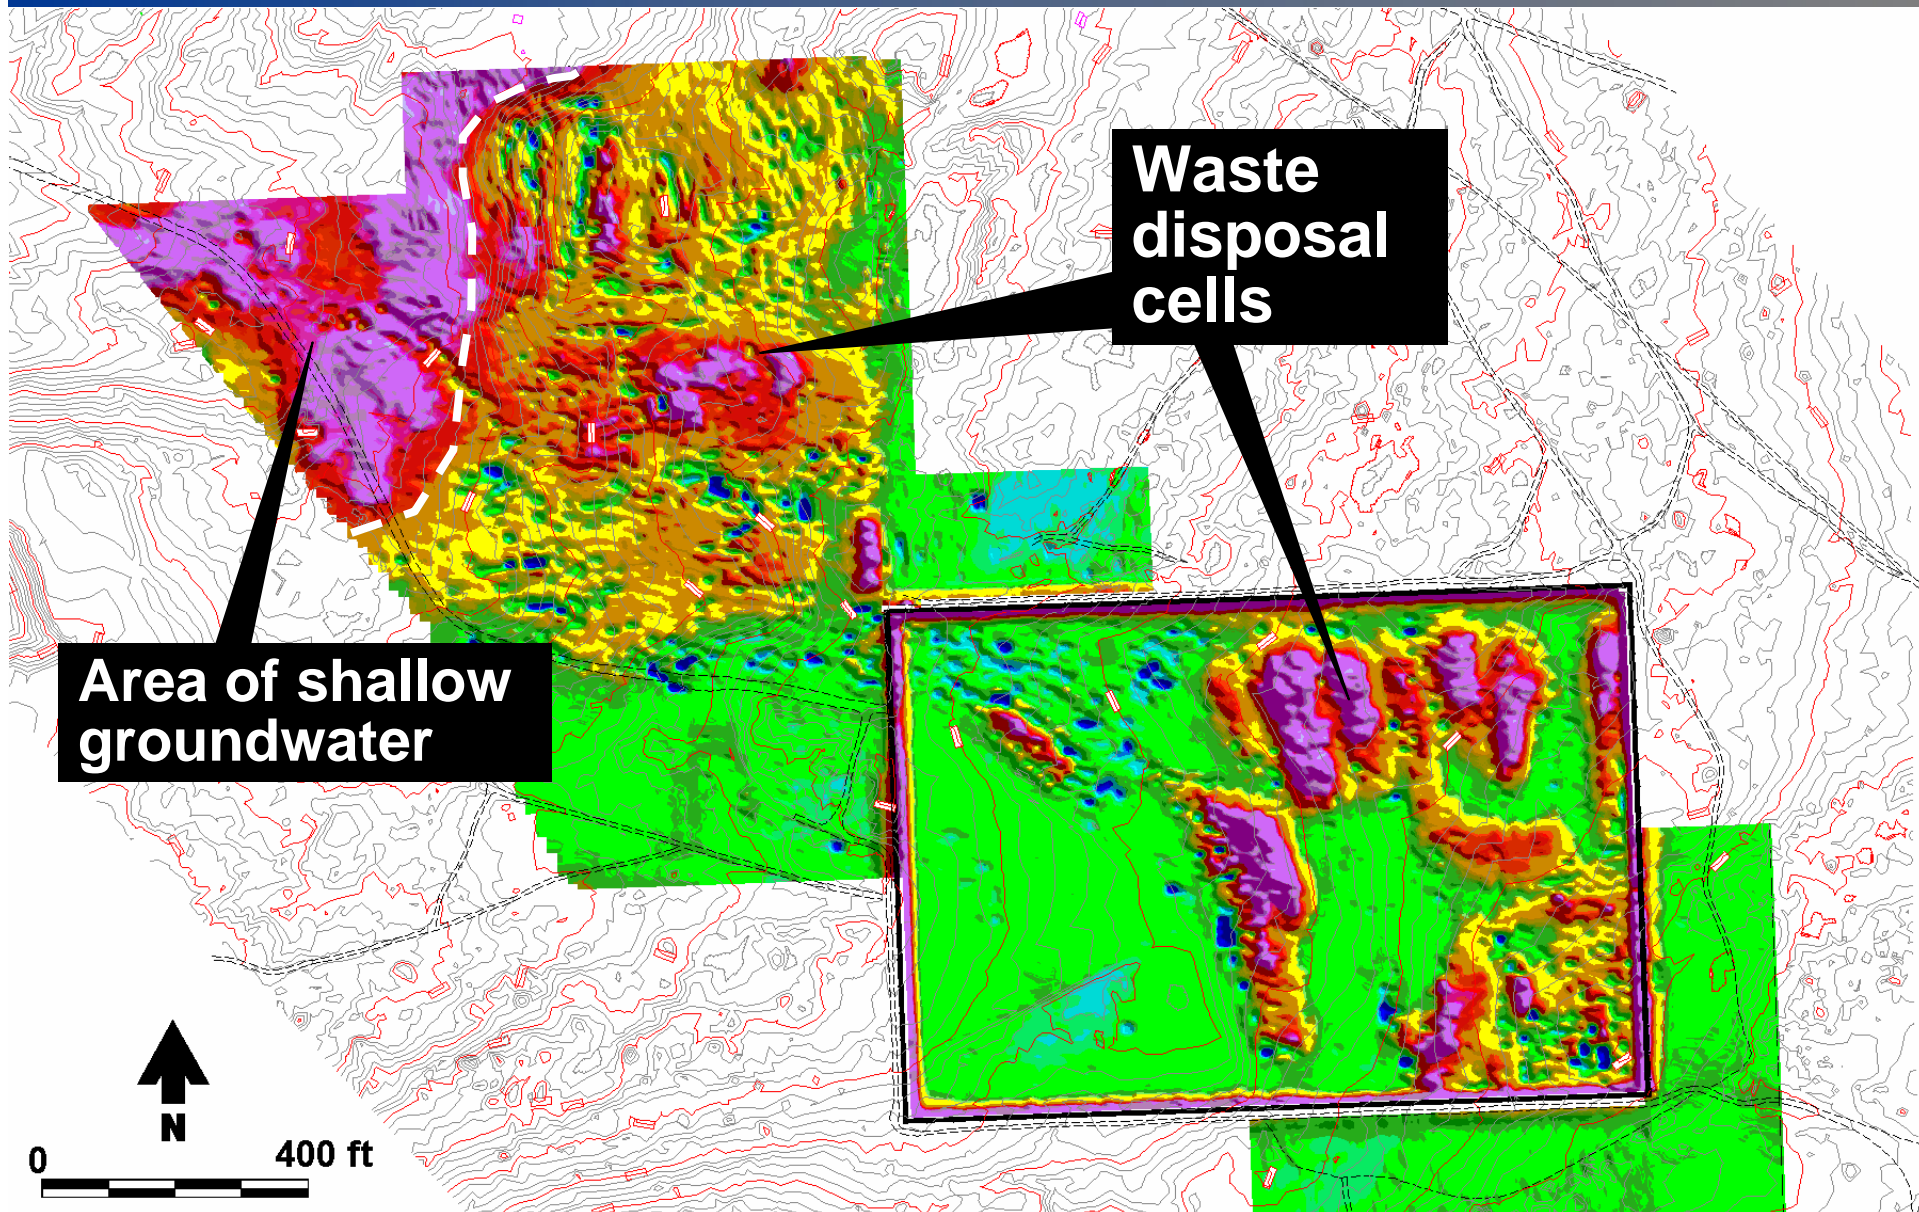 Waste
disposal
cells
Area of shallow
groundwater
N
0 400 ft